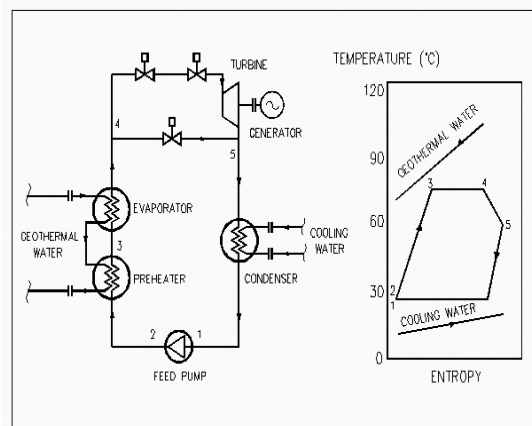 TURBINE
GENERATOR
4
5
EVAPORATOR
GEOTHERMAL
WATER
3
PREHEATER
COOLING
WATER
CONDENSER
2
1
FEED PUMP
TEMPERATURE (°C)
120
90
60
30
0
GEOTHERMAL WATER
3
4
5
2
1
COOLING WATER
ENTROPY